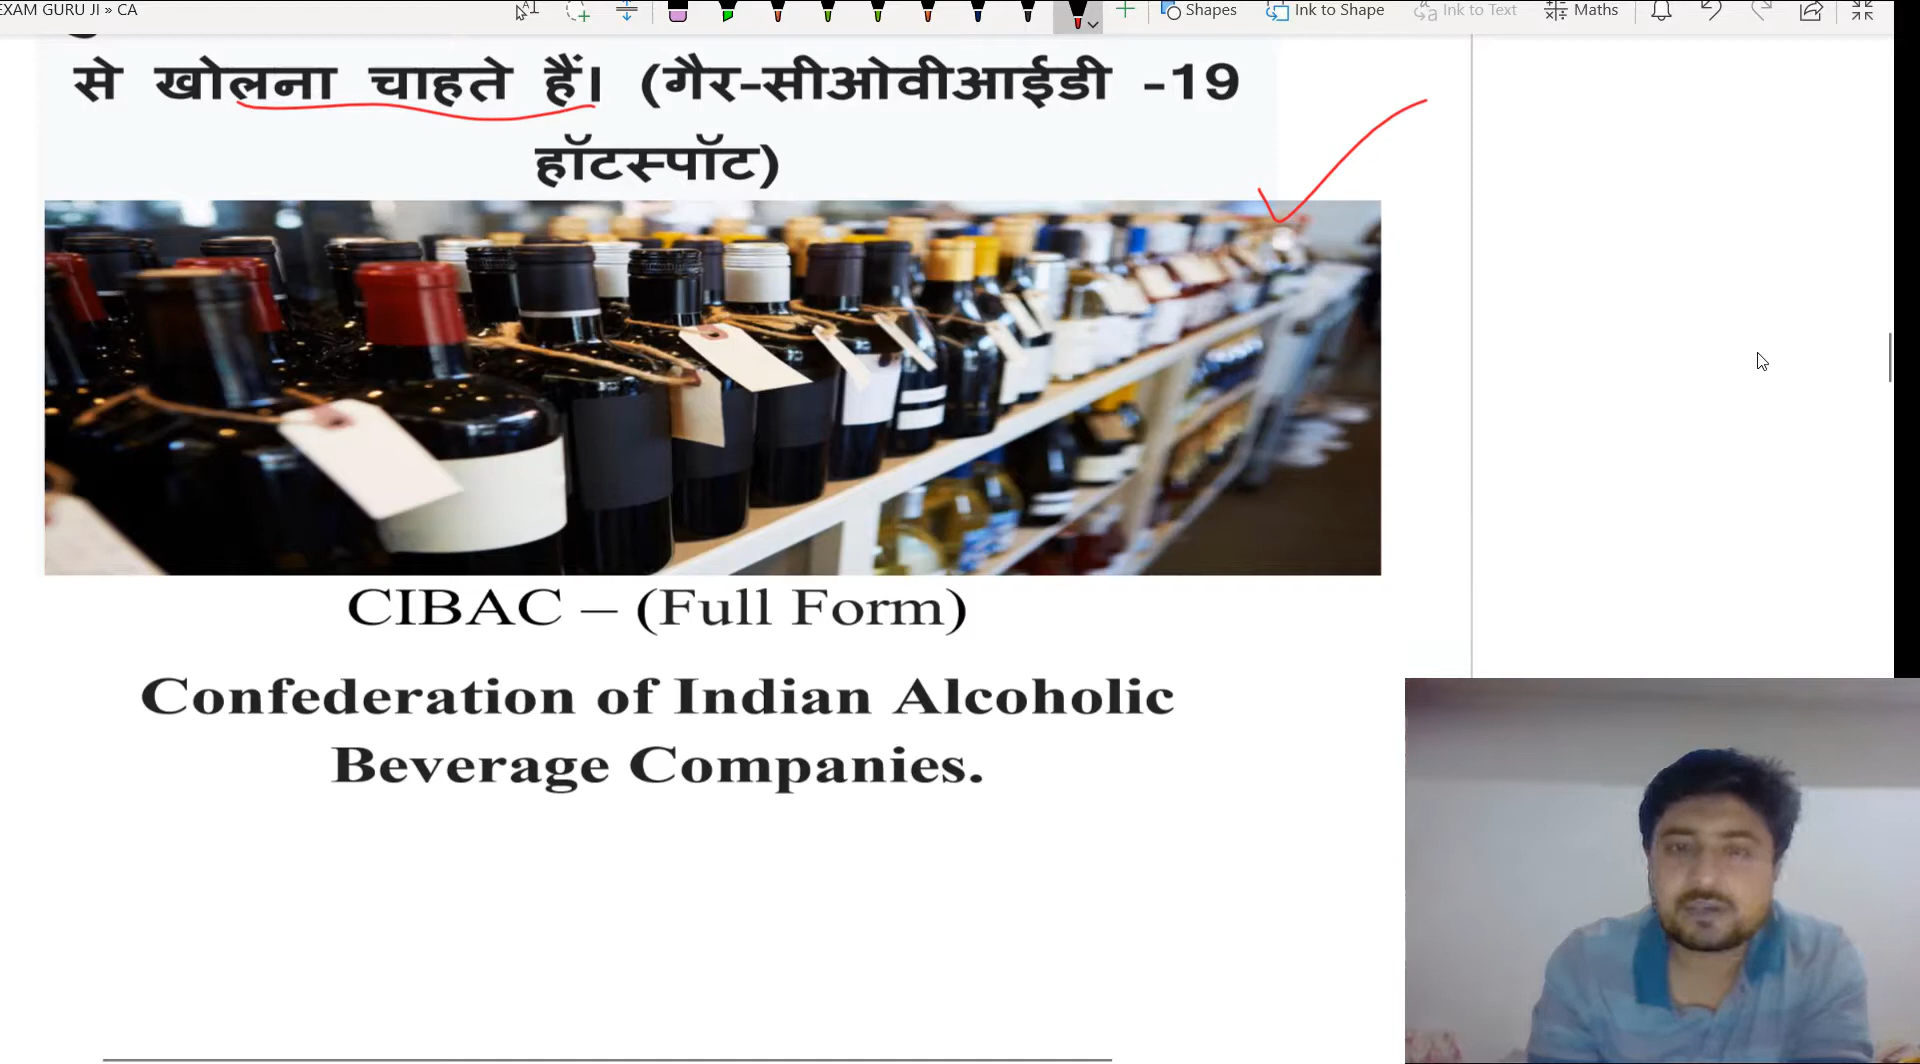 EXAM GURU JI » CA
Shapes
Ink to Shape
Ink to Text
Maths
से खोलना चाहते हैं। (गैर-सीओवीआईडी -19
हॉटस्पॉट)
CIBAC – (Full Form)
Confederation of Indian Alcoholic
Beverage Companies.